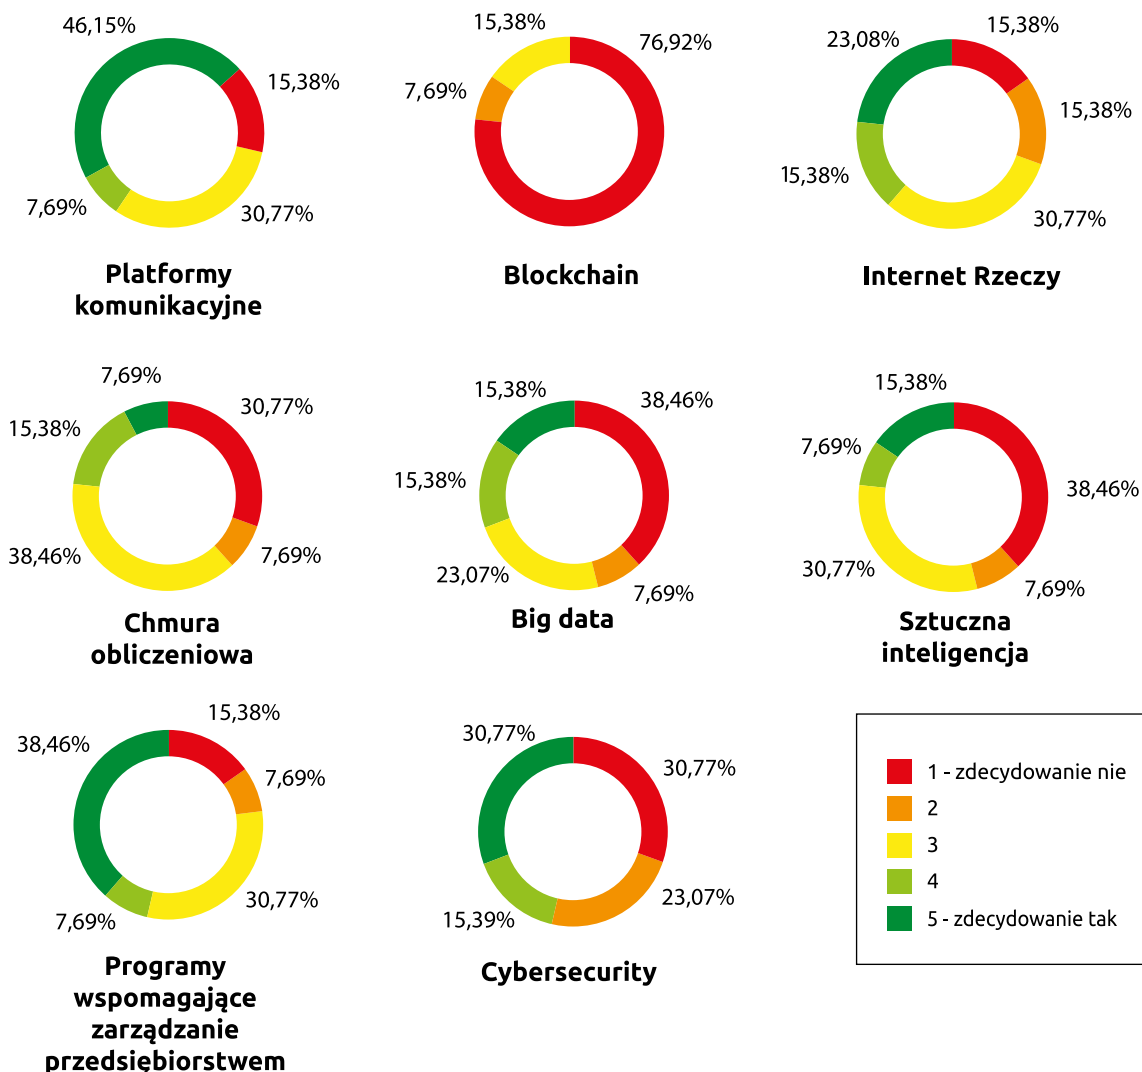 46,15%
15,38%
7,69%
30,77%
Platformy
komunikacyjne
15,38%
76,92%
7,69%
Blockchain
23,08%
15,38%
15,38%
15,38%
30,77%
Internet Rzeczy
7,69%
30,77%
15,38%
38,46%
7,69%
Chmura
obliczeniowa
15,38%
38,46%
15,38%
23,07%
7,69%
Big data
15,38%
7,69%
38,46%
30,77%
7,69%
Sztuczna
inteligencja
15,38%
38,46%
7,69%
30,77%
7,69%
Programy
wspomagające
zarządzanie
przedsiębiorstwem
30,77%
30,77%
23,07%
15,39%
Cybersecurity
1 - zdecydowanie nie
2
3
4
5 - zdecydowanie tak